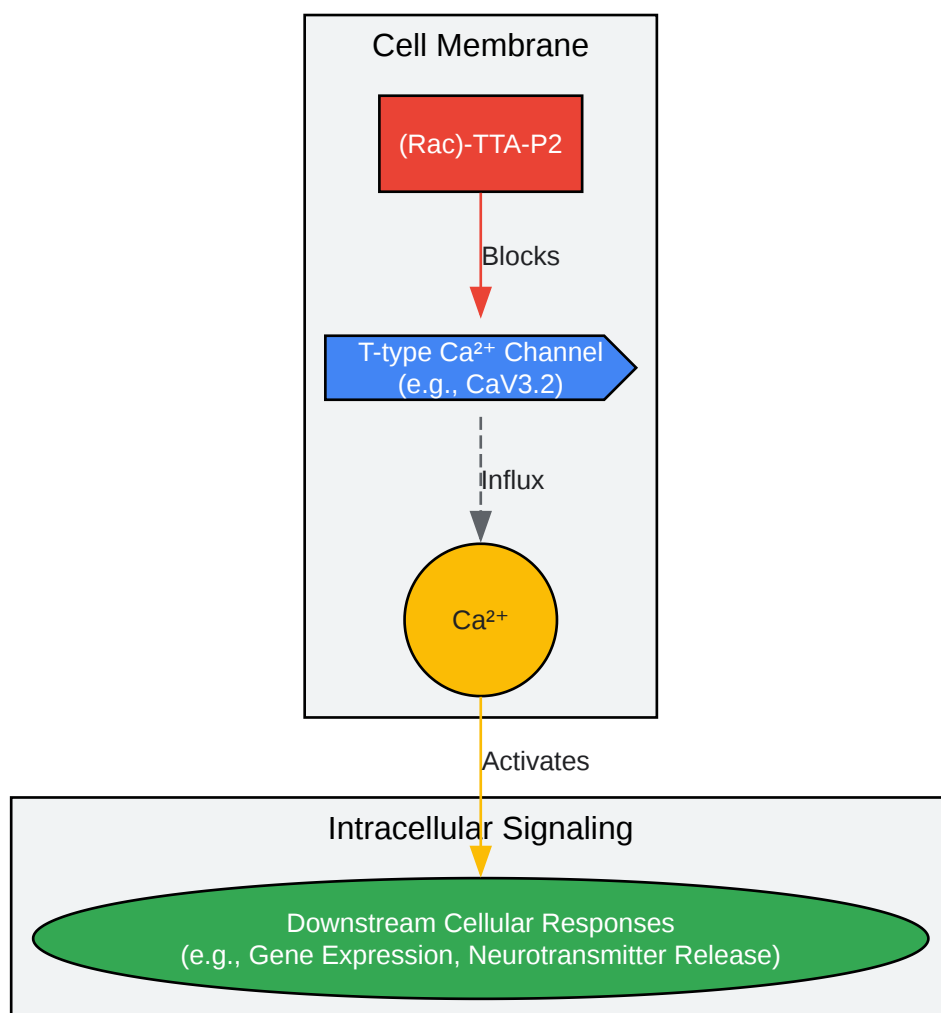 Cell Membrane
(Rac)-TTA-P2
Blocks
T-type Ca²⁺ Channel
(e.g., CaV3.2)
Influx
Ca²⁺
Activates
Intracellular Signaling
Downstream Cellular Responses
(e.g., Gene Expression, Neurotransmitter Release)